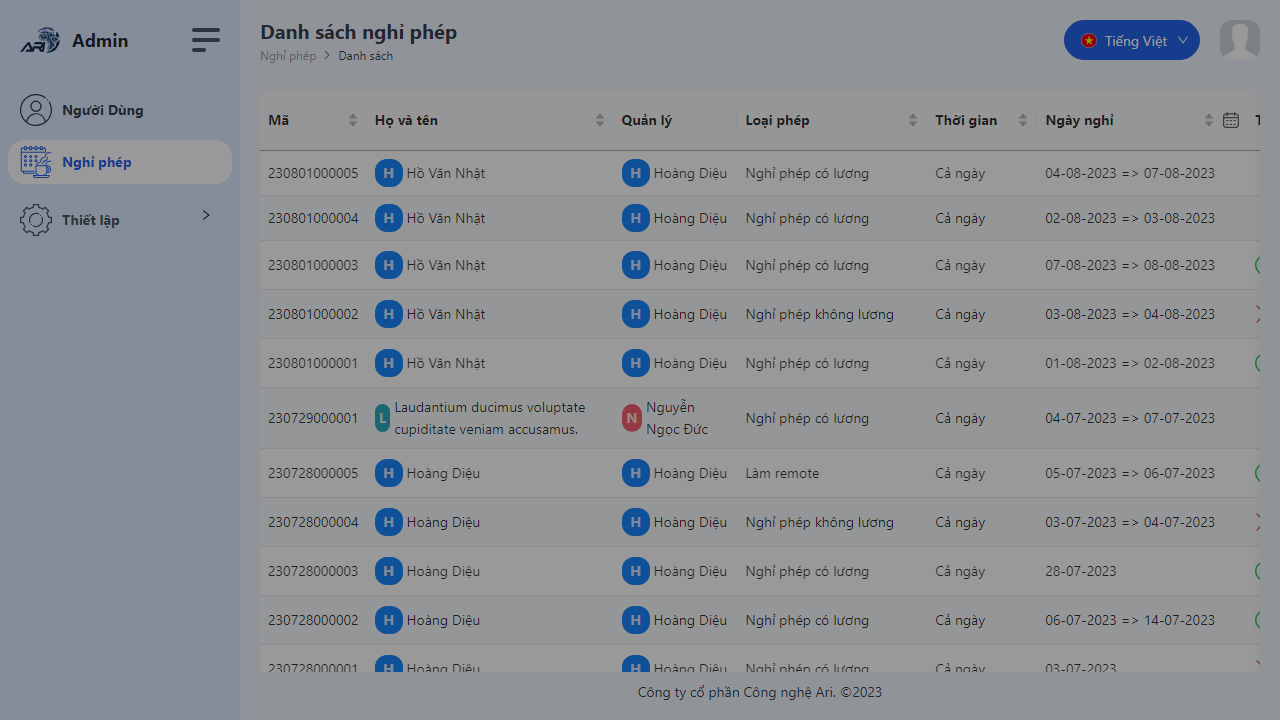 ARI Admin
Danh sách nghỉ phép
Nghỉ phép > Danh sách
Tiếng Việt
Người Dùng
Nghỉ phép
Thiết lập
Mã Họ và tên Quản lý Loại phép Thời gian Ngày nghỉ
230801000005 H Hồ Văn Nhật H Hoàng Diệu Nghỉ phép có lương Cả ngày 04-08-2023 => 07-08-2023
230801000004 H Hồ Văn Nhật H Hoàng Diệu Nghỉ phép có lương Cả ngày 02-08-2023 => 03-08-2023
230801000003 H Hồ Văn Nhật H Hoàng Diệu Nghỉ phép có lương Cả ngày 07-08-2023 => 08-08-2023
230801000002 H Hồ Văn Nhật H Hoàng Diệu Nghỉ phép không lương Cả ngày 03-08-2023 => 04-08-2023
230801000001 H Hồ Văn Nhật H Hoàng Diệu Nghỉ phép có lương Cả ngày 01-08-2023 => 02-08-2023
230729000001 L Laudantium ducimus voluptate cupiditate veniam accusamus. N Nguyễn Ngọc Đức Nghỉ phép có lương Cả ngày 04-07-2023 => 07-07-2023
230728000005 H Hoàng Diệu H Hoàng Diệu Làm remote Cả ngày 05-07-2023 => 06-07-2023
230728000004 H Hoàng Diệu H Hoàng Diệu Nghỉ phép không lương Cả ngày 03-07-2023 => 04-07-2023
230728000003 H Hoàng Diệu H Hoàng Diệu Nghỉ phép có lương Cả ngày 28-07-2023
230728000002 H Hoàng Diệu H Hoàng Diệu Nghỉ phép có lương Cả ngày 06-07-2023 => 14-07-2023
230728000001 H Hoàng Diệu H Hoàng Diệu Nghỉ phép có lương Cả ngày 03-07-2023
Công ty cổ phần Công nghệ Ari. ©2023